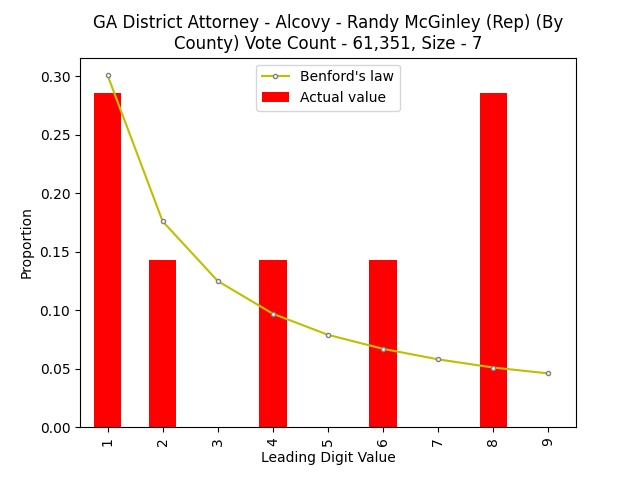 GA District Attorney - Alcovy - Randy McGinley (Rep) (By
County) Vote Count - 61,351, Size - 7
Benford's law
Actual value
0.30
0.25
0.20
0.15
0.10
0.05
0.00
Proportion
1 2 3 4 5 6 7 8 9
Leading Digit Value